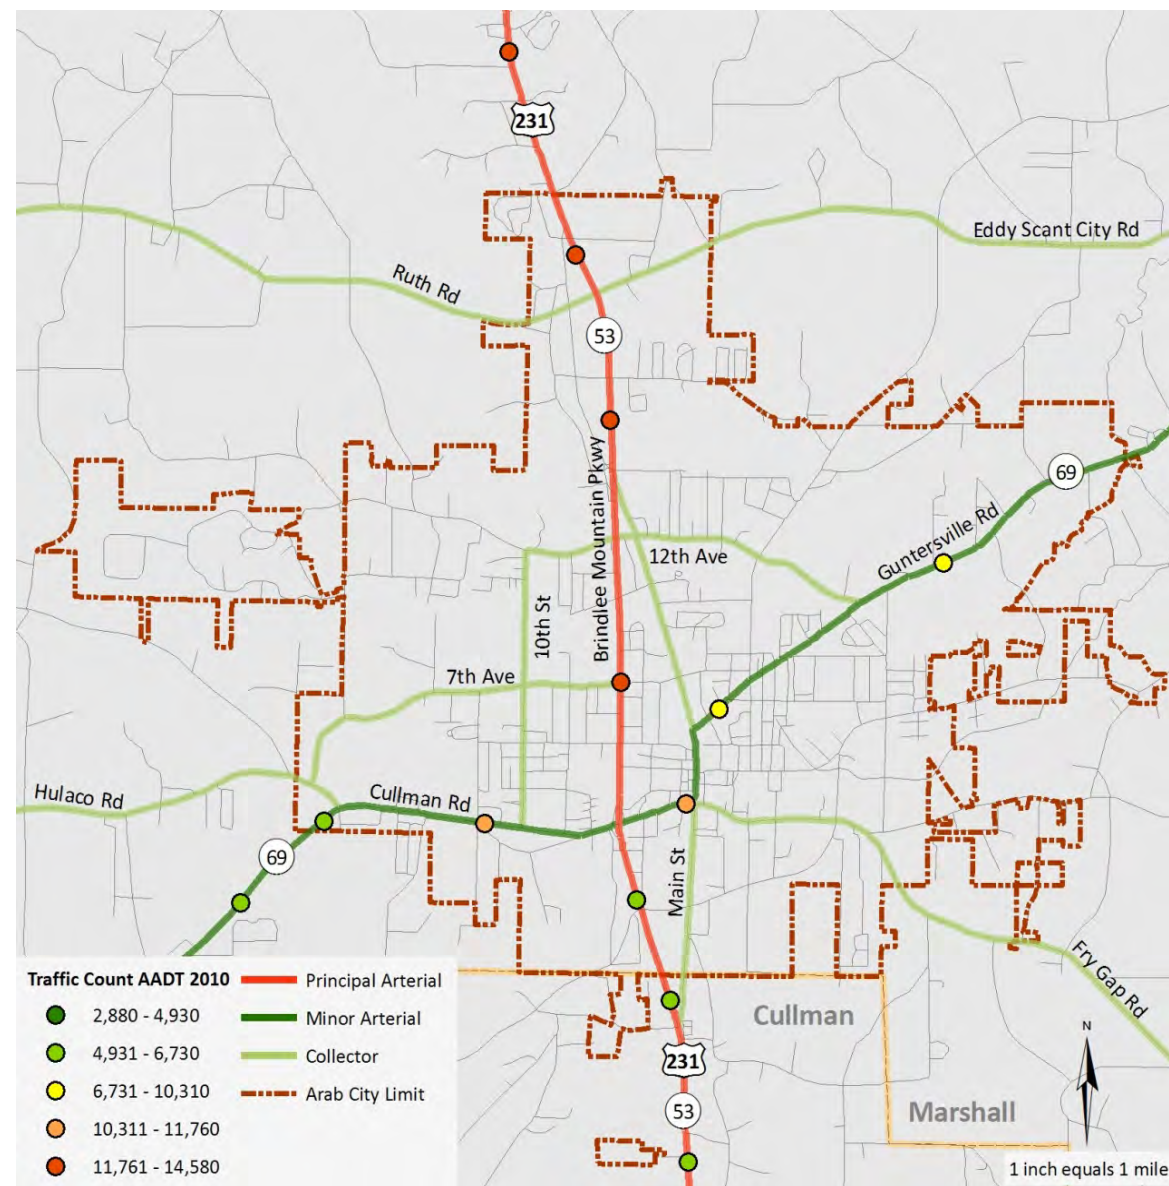 231
Eddy Scant City Rd
Ruth Rd
53
Brindlee Mountain Pkwy
69
Guntersville Rd
12th Ave
10th St
7th Ave
Hulaco Rd
Cullman Rd
69
Main St
Fry Gap Rd
Cullman
231
53
Marshall
N
1 inch equals 1 mile
Traffic Count AADT 2010
2,880 - 4,930
4,931 - 6,730
6,731 - 10,310
10,311 - 11,760
11,761 - 14,580
Principal Arterial
Minor Arterial
Collector
Arab City Limit